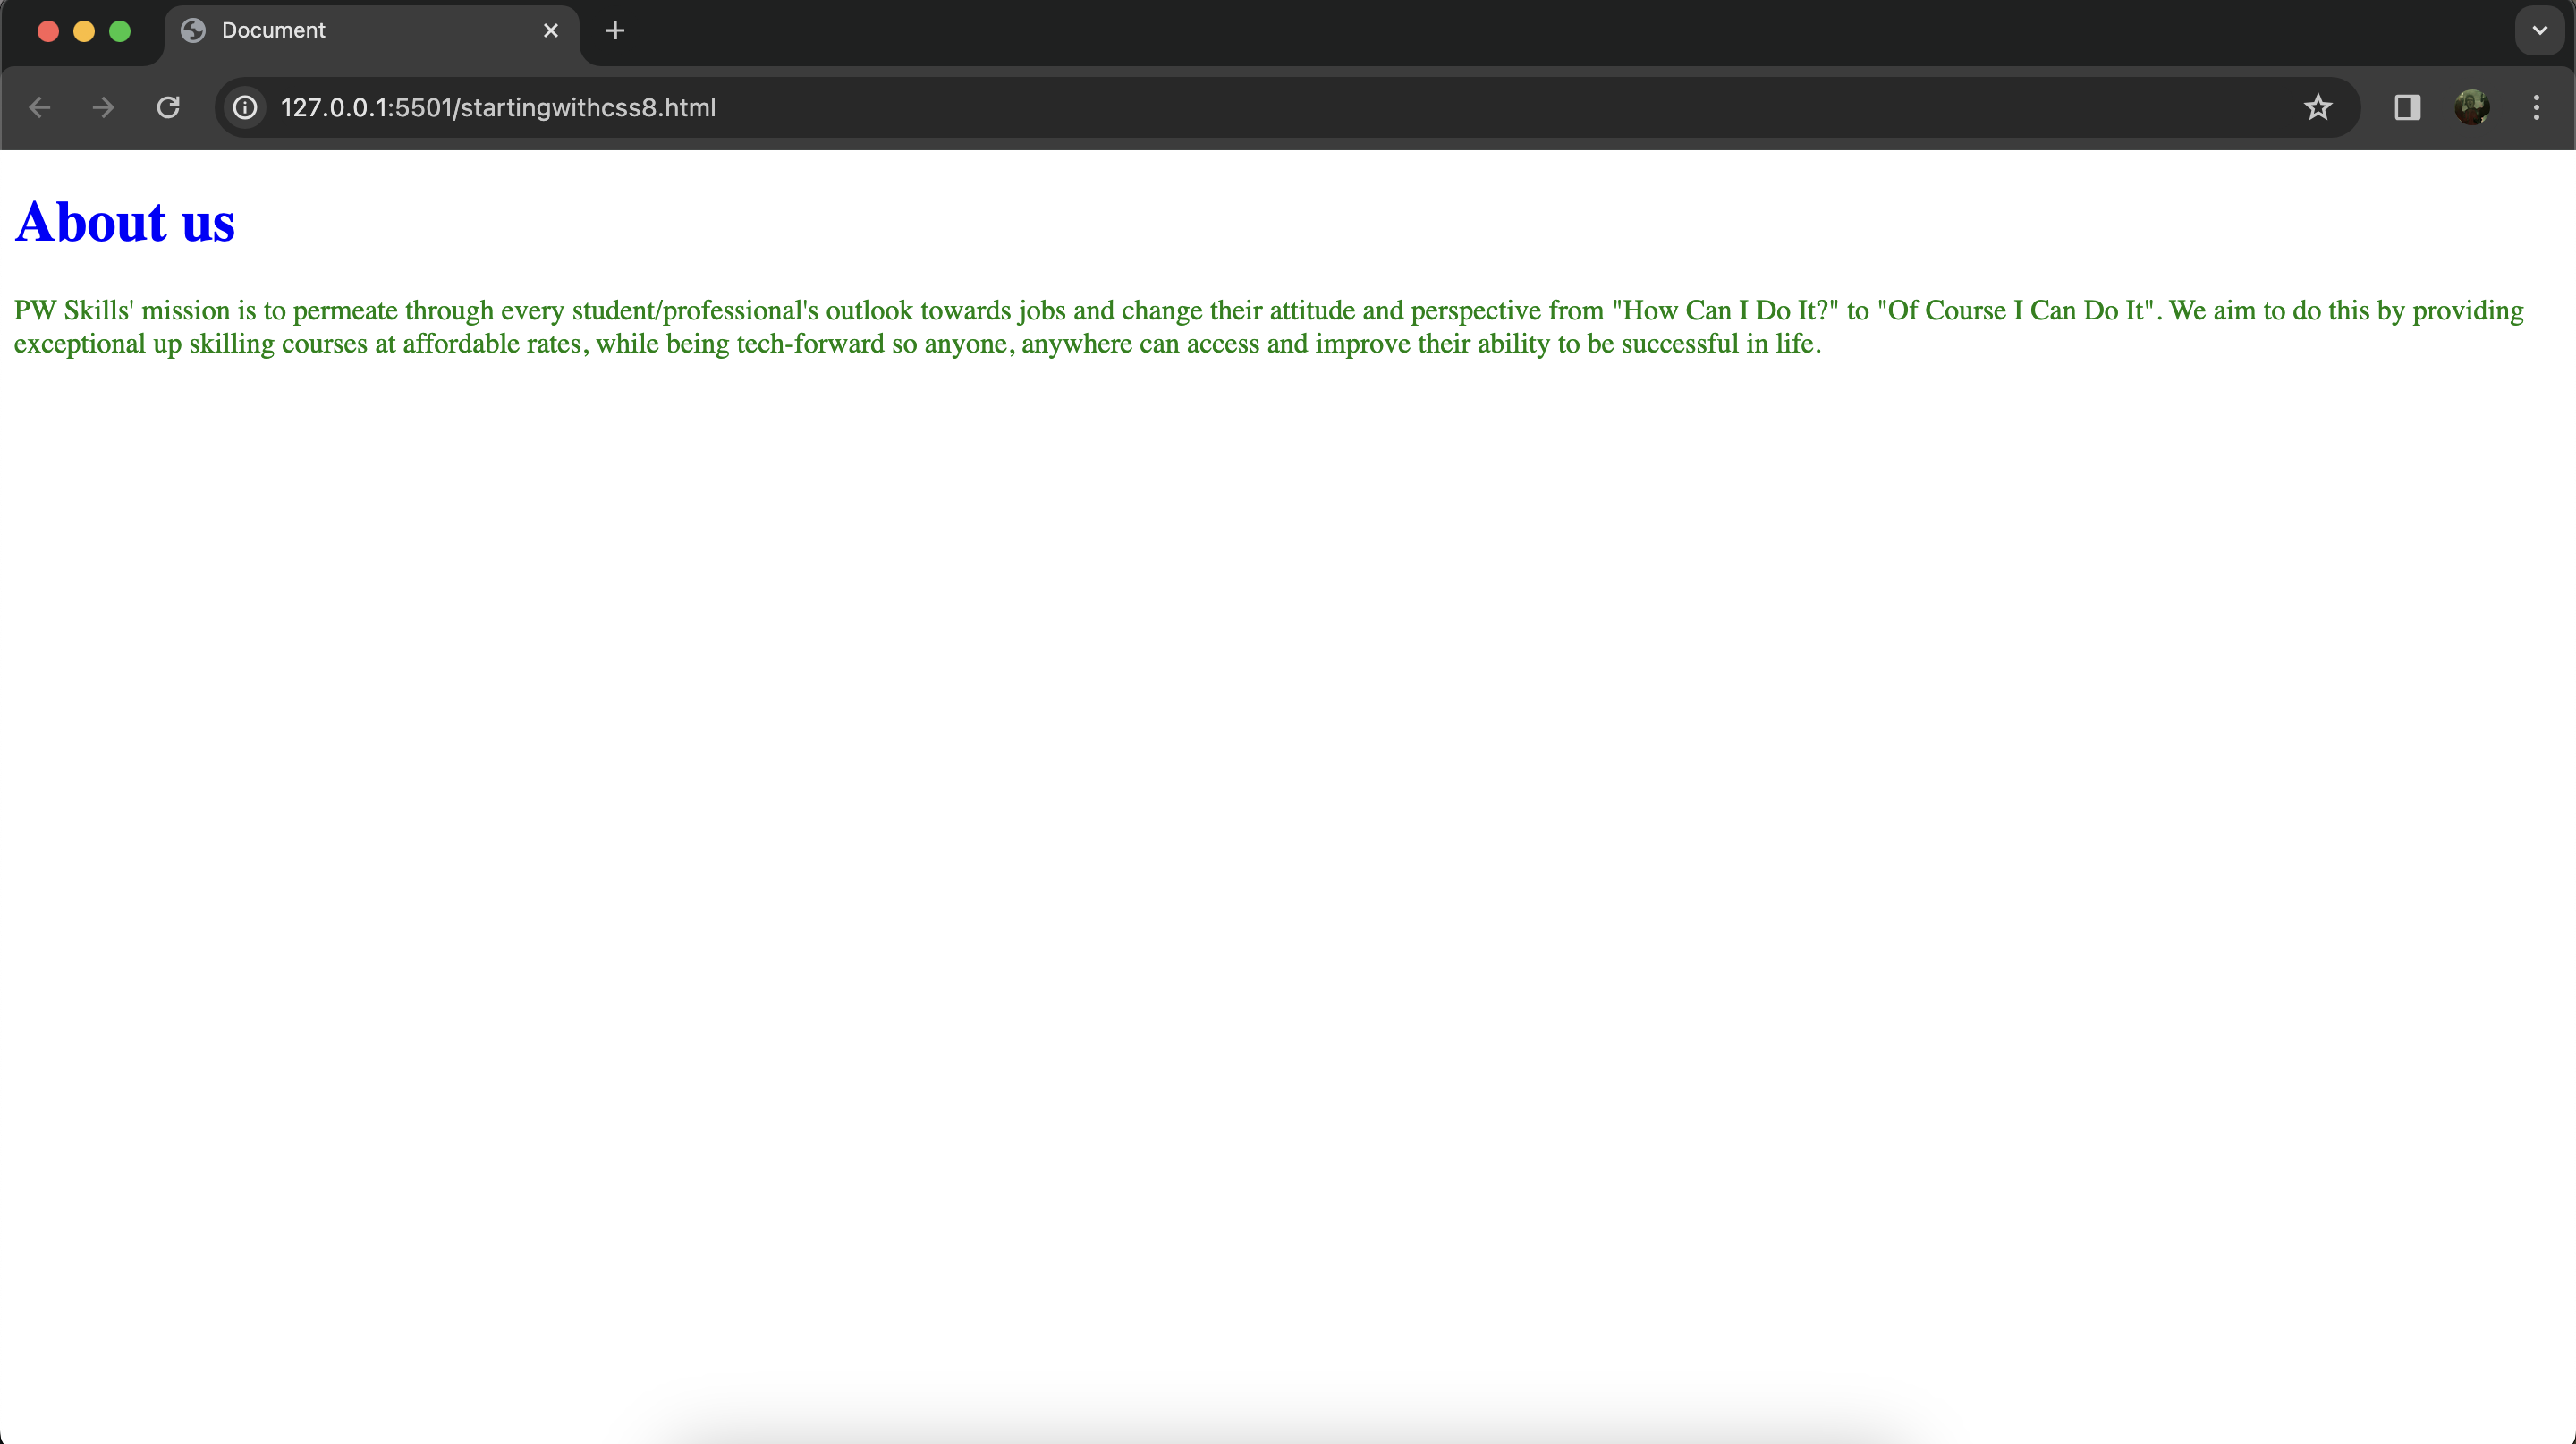 Document
127.0.0.1:5501/startingwithcss8.html
About us
PW Skills' mission is to permeate through every student/professional's outlook towards jobs and change their attitude and perspective from "How Can I Do It?" to "Of Course I Can Do It". We aim to do this by providing
exceptional up skilling courses at affordable rates, while being tech-forward so anyone, anywhere can access and improve their ability to be successful in life.